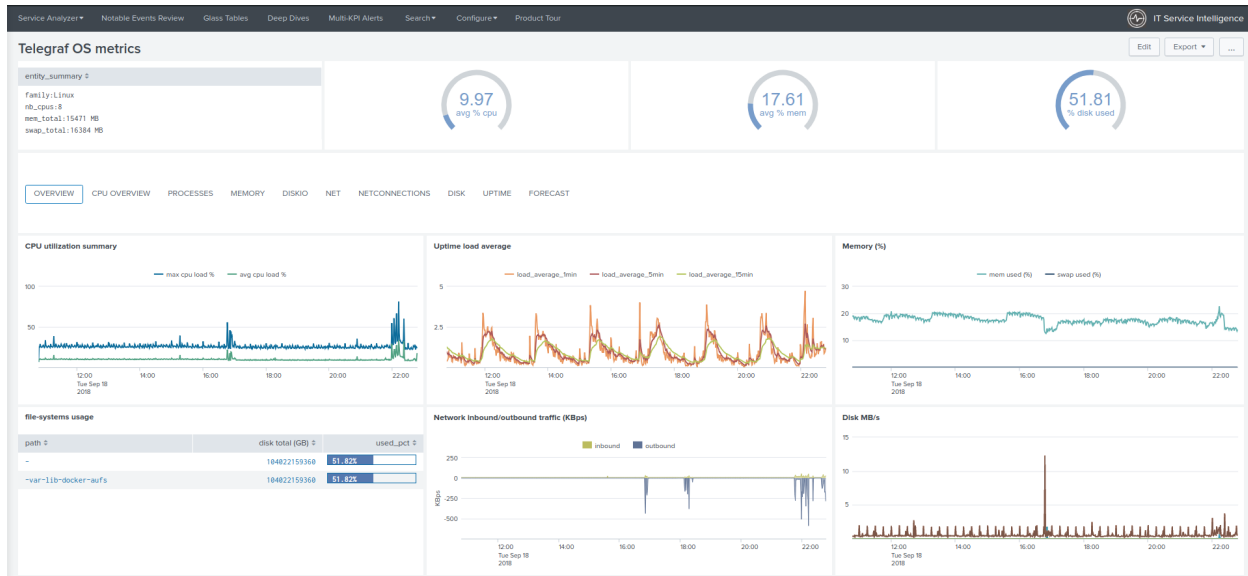 Service Analyzer▾ Notable Events Review Glass Tables Deep Dives Multi-KPI Alerts Search▾ Configure▾ Product Tour IT Service Intelligence
Telegraf OS metrics Edit Export ▾ ...
entity_summary
family:Linux
nb_cpus:8
mem_total:15471 MB
swap_total:16384 MB
9.97
avg % cpu
17.61
avg % mem
51.81
% disk used
OVERVIEW CPU OVERVIEW PROCESSES MEMORY DISKIO NET NETCONNECTIONS DISK UPTIME FORECAST
CPU utilization summary
max cpu load % avg cpu load %
100
50
12:00 14:00 16:00 18:00 20:00 22:00
Tue Sep 18
2018
Uptime load average
load_average_1min load_average_5min load_average_15min
5
2.5
12:00 14:00 16:00 18:00 20:00 22:00
Tue Sep 18
2018
Memory (%)
mem used (%) swap used (%)
30
20
10
12:00 14:00 16:00 18:00 20:00 22:00
Tue Sep 18
2018
file-systems usage
path disk total (GB) used_pct
- 104022159360 51.82%
-var-lib-docker-aufs 104022159360 51.82%
Network inbound/outbound traffic (KBps)
inbound outbound
KBps
250
0
-250
-500
12:00 14:00 16:00 18:00 20:00 22:00
Tue Sep 18
2018
Disk MB/s
15
10
5
12:00 14:00 16:00 18:00 20:00 22:00
Tue Sep 18
2018